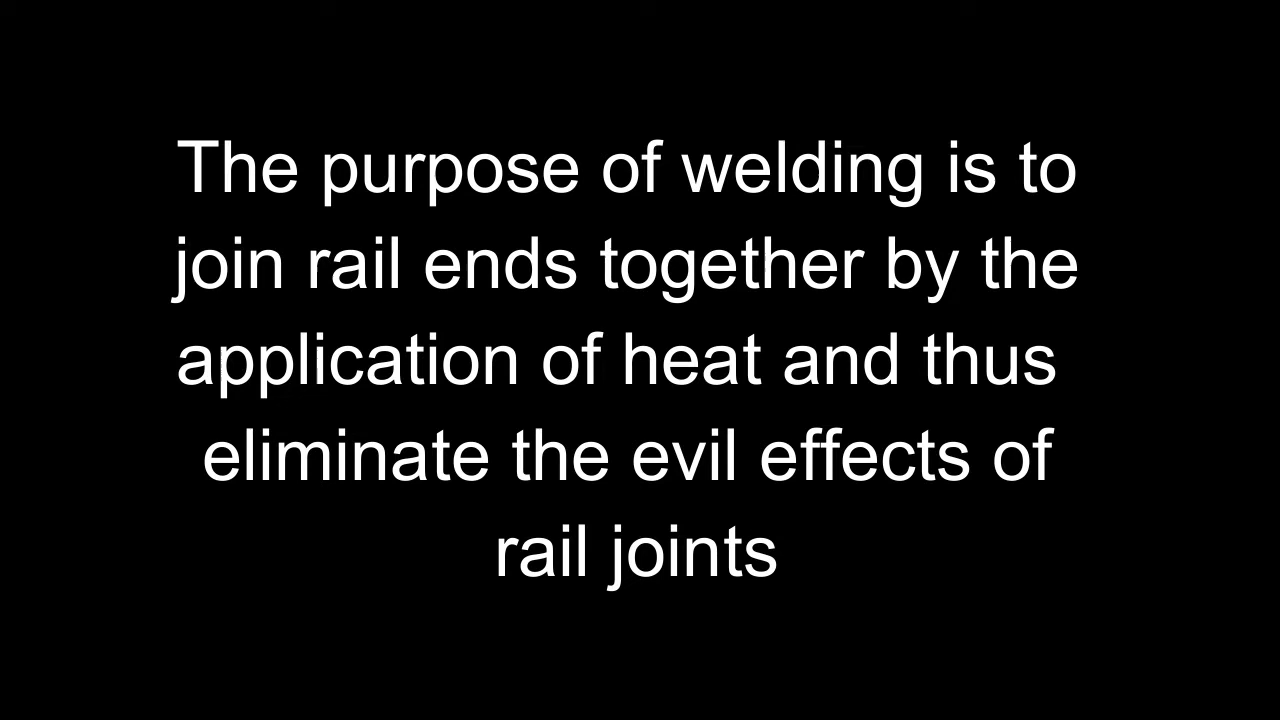 The purpose of welding is to
join rail ends together by the
application of heat and thus
eliminate the evil effects of
rail joints